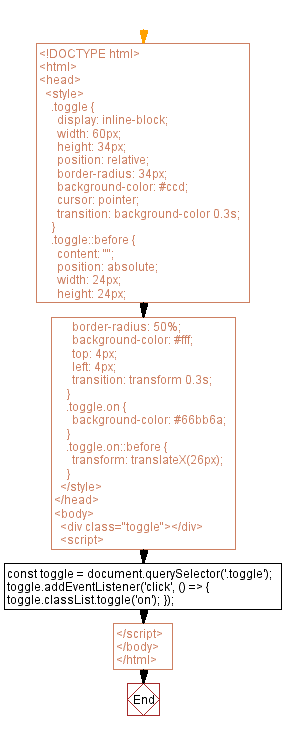 <!DOCTYPE html>
<html>
<head>
<style>
.toggle {
display: inline-block;
width: 60px;
height: 34px;
position: relative;
border-radius: 34px;
background-color: #ccd;
cursor: pointer;
transition: background-color 0.3s;
}
.toggle::before {
content: "";
position: absolute;
width: 24px;
height: 24px;
border-radius: 50%;
background-color: #fff;
top: 4px;
left: 4px;
transition: transform 0.3s;
}
.toggle.on {
background-color: #66bb6a;
}
.toggle.on::before {
transform: translateX(26px);
}
</style>
</head>
<body>
<div class="toggle"></div>
<script>
const toggle = document.querySelector('.toggle');
toggle.addEventListener('click', () => {
toggle.classList.toggle('on'); });
</script>
</body>
</html>
End